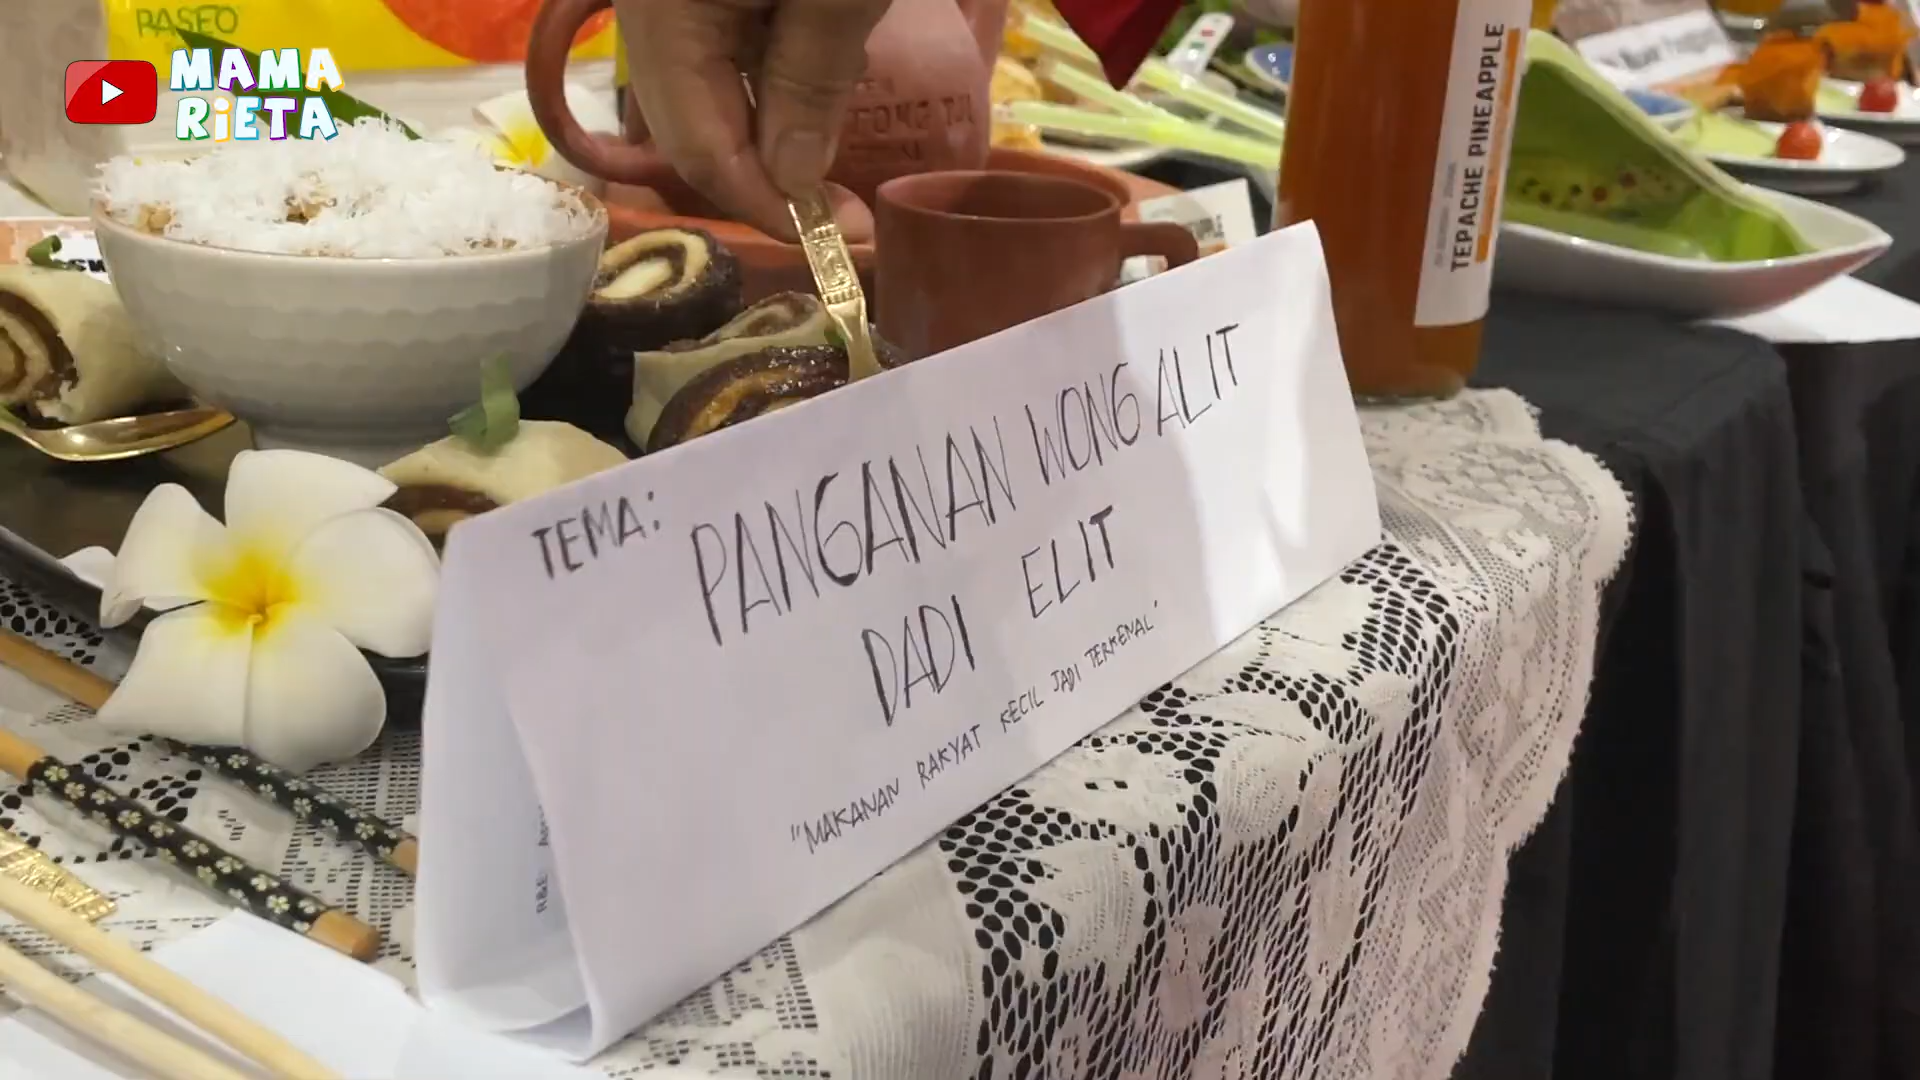 PASEO
MAMA
RiETA
TEPACHE PINEAPPLE
TEMA:
PANGANAN WONG ALIT
DADI ELIT
"MAKANAN RAKYAT KECIL JADI TERKENAL"